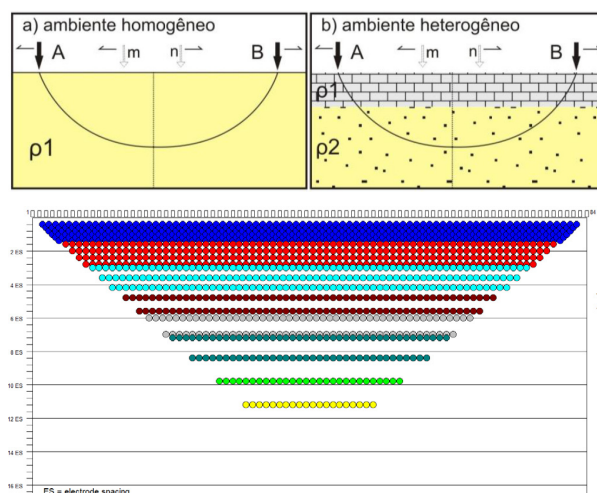 a) ambiente homogêneo
A m n B
ρ1
b) ambiente heterogêneo
A m n B
ρ1
ρ2
1 84
2 ES
4 ES
6 ES
8 ES
10 ES
12 ES
14 ES
16 ES
ES = electrode spacing